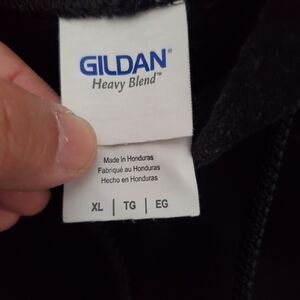 GILDAN®
Heavy Blend™
Made in Honduras
Fabriqué au Honduras
Hecho en Honduras
XL | TG | EG